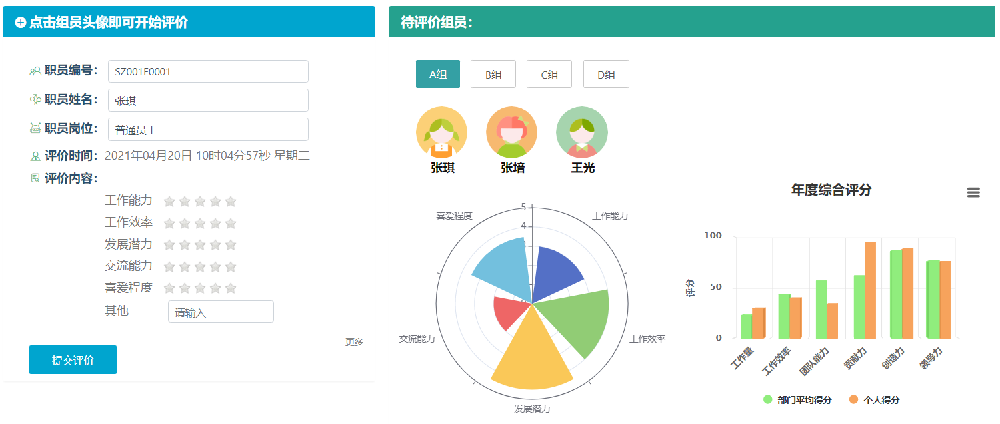 点击组员头像即可开始评价
职员编号：
SZ001F0001
职员姓名：
张琪
职员岗位：
普通员工
评价时间：
2021年04月20日 10时04分57秒 星期二
评价内容：
工作能力
工作效率
发展潜力
交流能力
喜爱程度
其他
请输入
更多
提交评价
待评价组员：
A组
B组
C组
D组
张琪
张培
王光
5
4
3
喜爱程度
工作能力
交流能力
工作效率
发展潜力
年度综合评分
评分
100
50
0
工作量
工作效率
团队能力
贡献力
创造力
领导力
部门平均得分
个人得分